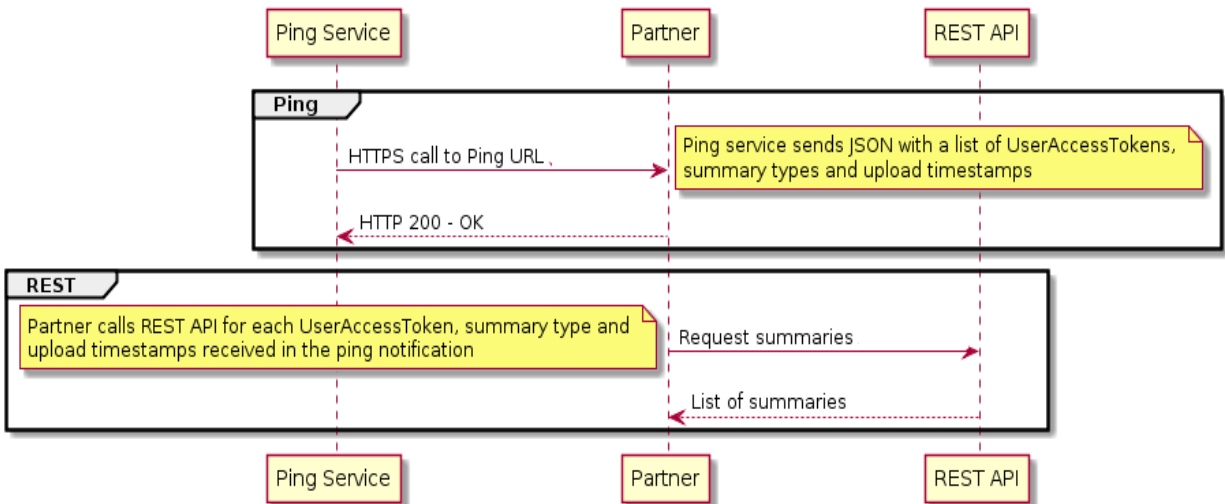 Ping Service
Partner
REST API
Ping
HTTPS call to Ping URL
Ping service sends JSON with a list of UserAccessTokens,
summary types and upload timestamps
HTTP 200 - OK
REST
Partner calls REST API for each UserAccessToken, summary type and
upload timestamps received in the ping notification
Request summaries
List of summaries
Ping Service
Partner
REST API